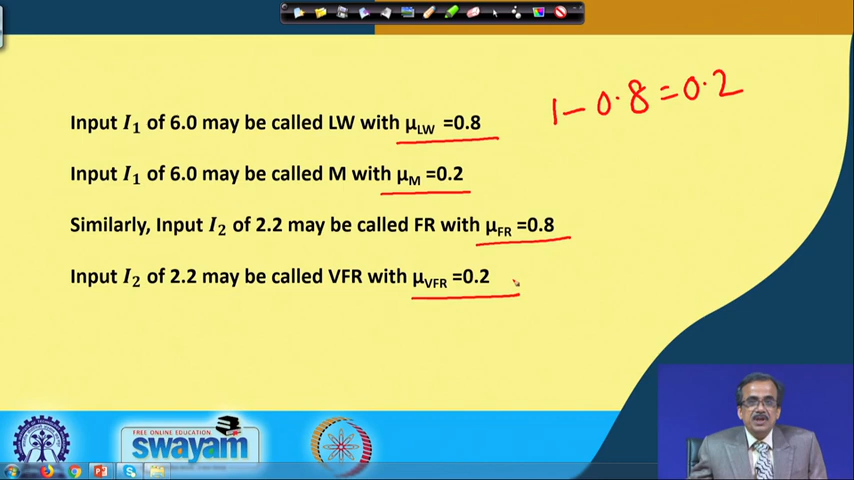 1 - 0.8 = 0.2
Input I₁ of 6.0 may be called LW with μLW =0.8
Input I₁ of 6.0 may be called M with μM =0.2
Similarly, Input I₂ of 2.2 may be called FR with μFR =0.8
Input I₂ of 2.2 may be called VFR with μVFR =0.2
FREE ONLINE EDUCATION
swayam